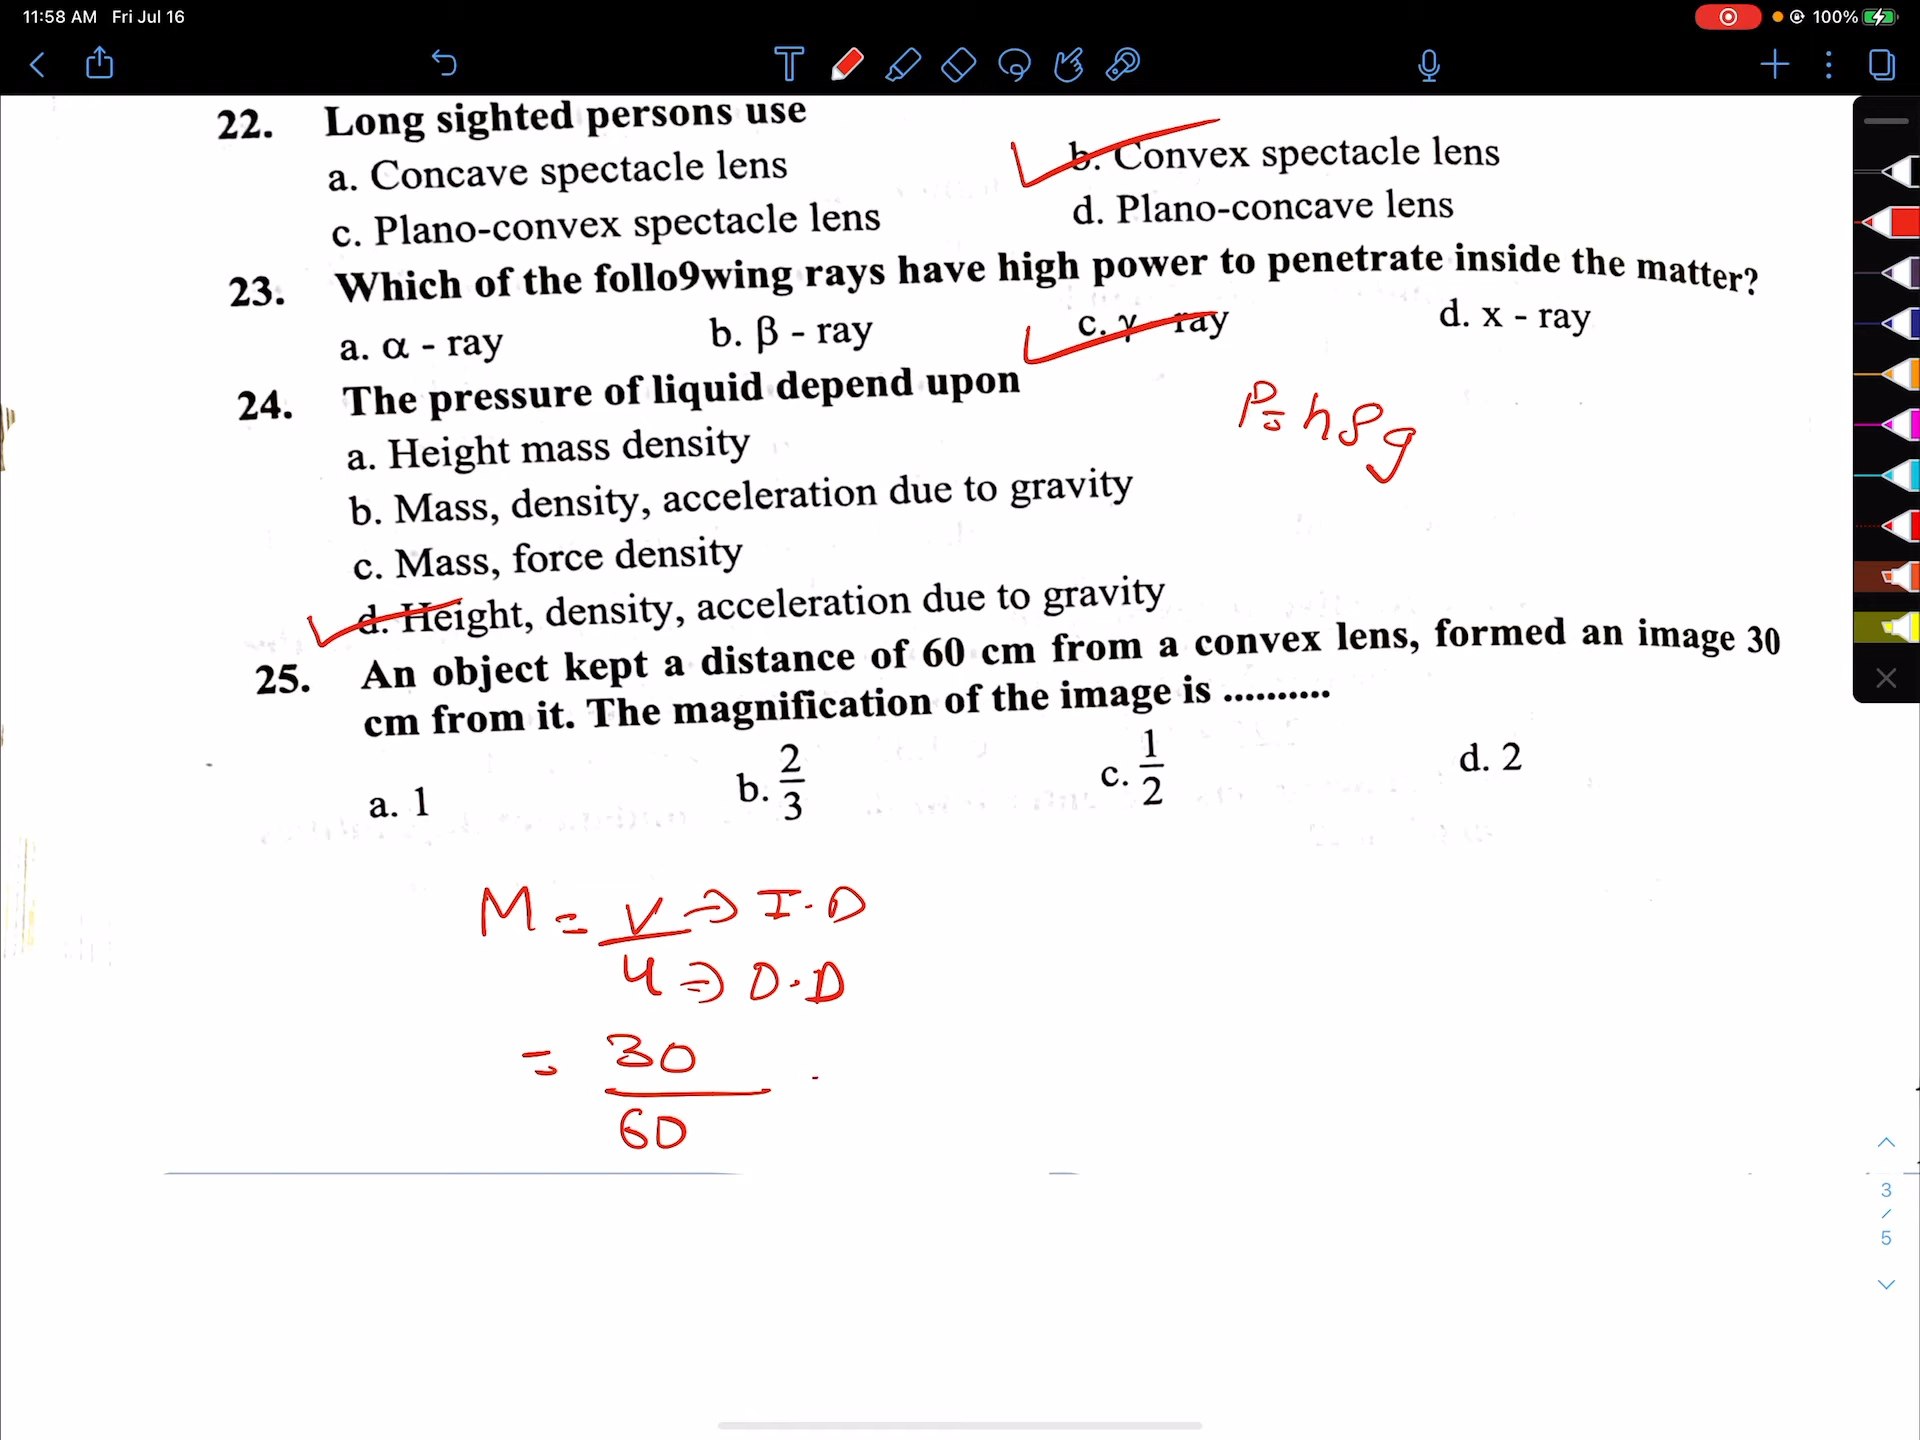 11:58 AM Fri Jul 16
100%
22. Long sighted persons use
a. Concave spectacle lens b. Convex spectacle lens
c. Plano-convex spectacle lens d. Plano-concave lens
23. Which of the follo9wing rays have high power to penetrate inside the matter?
a. α - ray b. β - ray c. γ - ray d. x - ray
24. The pressure of liquid depend upon
P = hρg
a. Height mass density
b. Mass, density, acceleration due to gravity
c. Mass, force density
d. Height, density, acceleration due to gravity
25. An object kept a distance of 60 cm from a convex lens, formed an image 30
cm from it. The magnification of the image is ..........
a. 1 b. 2/3 c. 1/2 d. 2
M = v ⇒ I.D
u ⇒ O.D
= 30
60
3
/
5